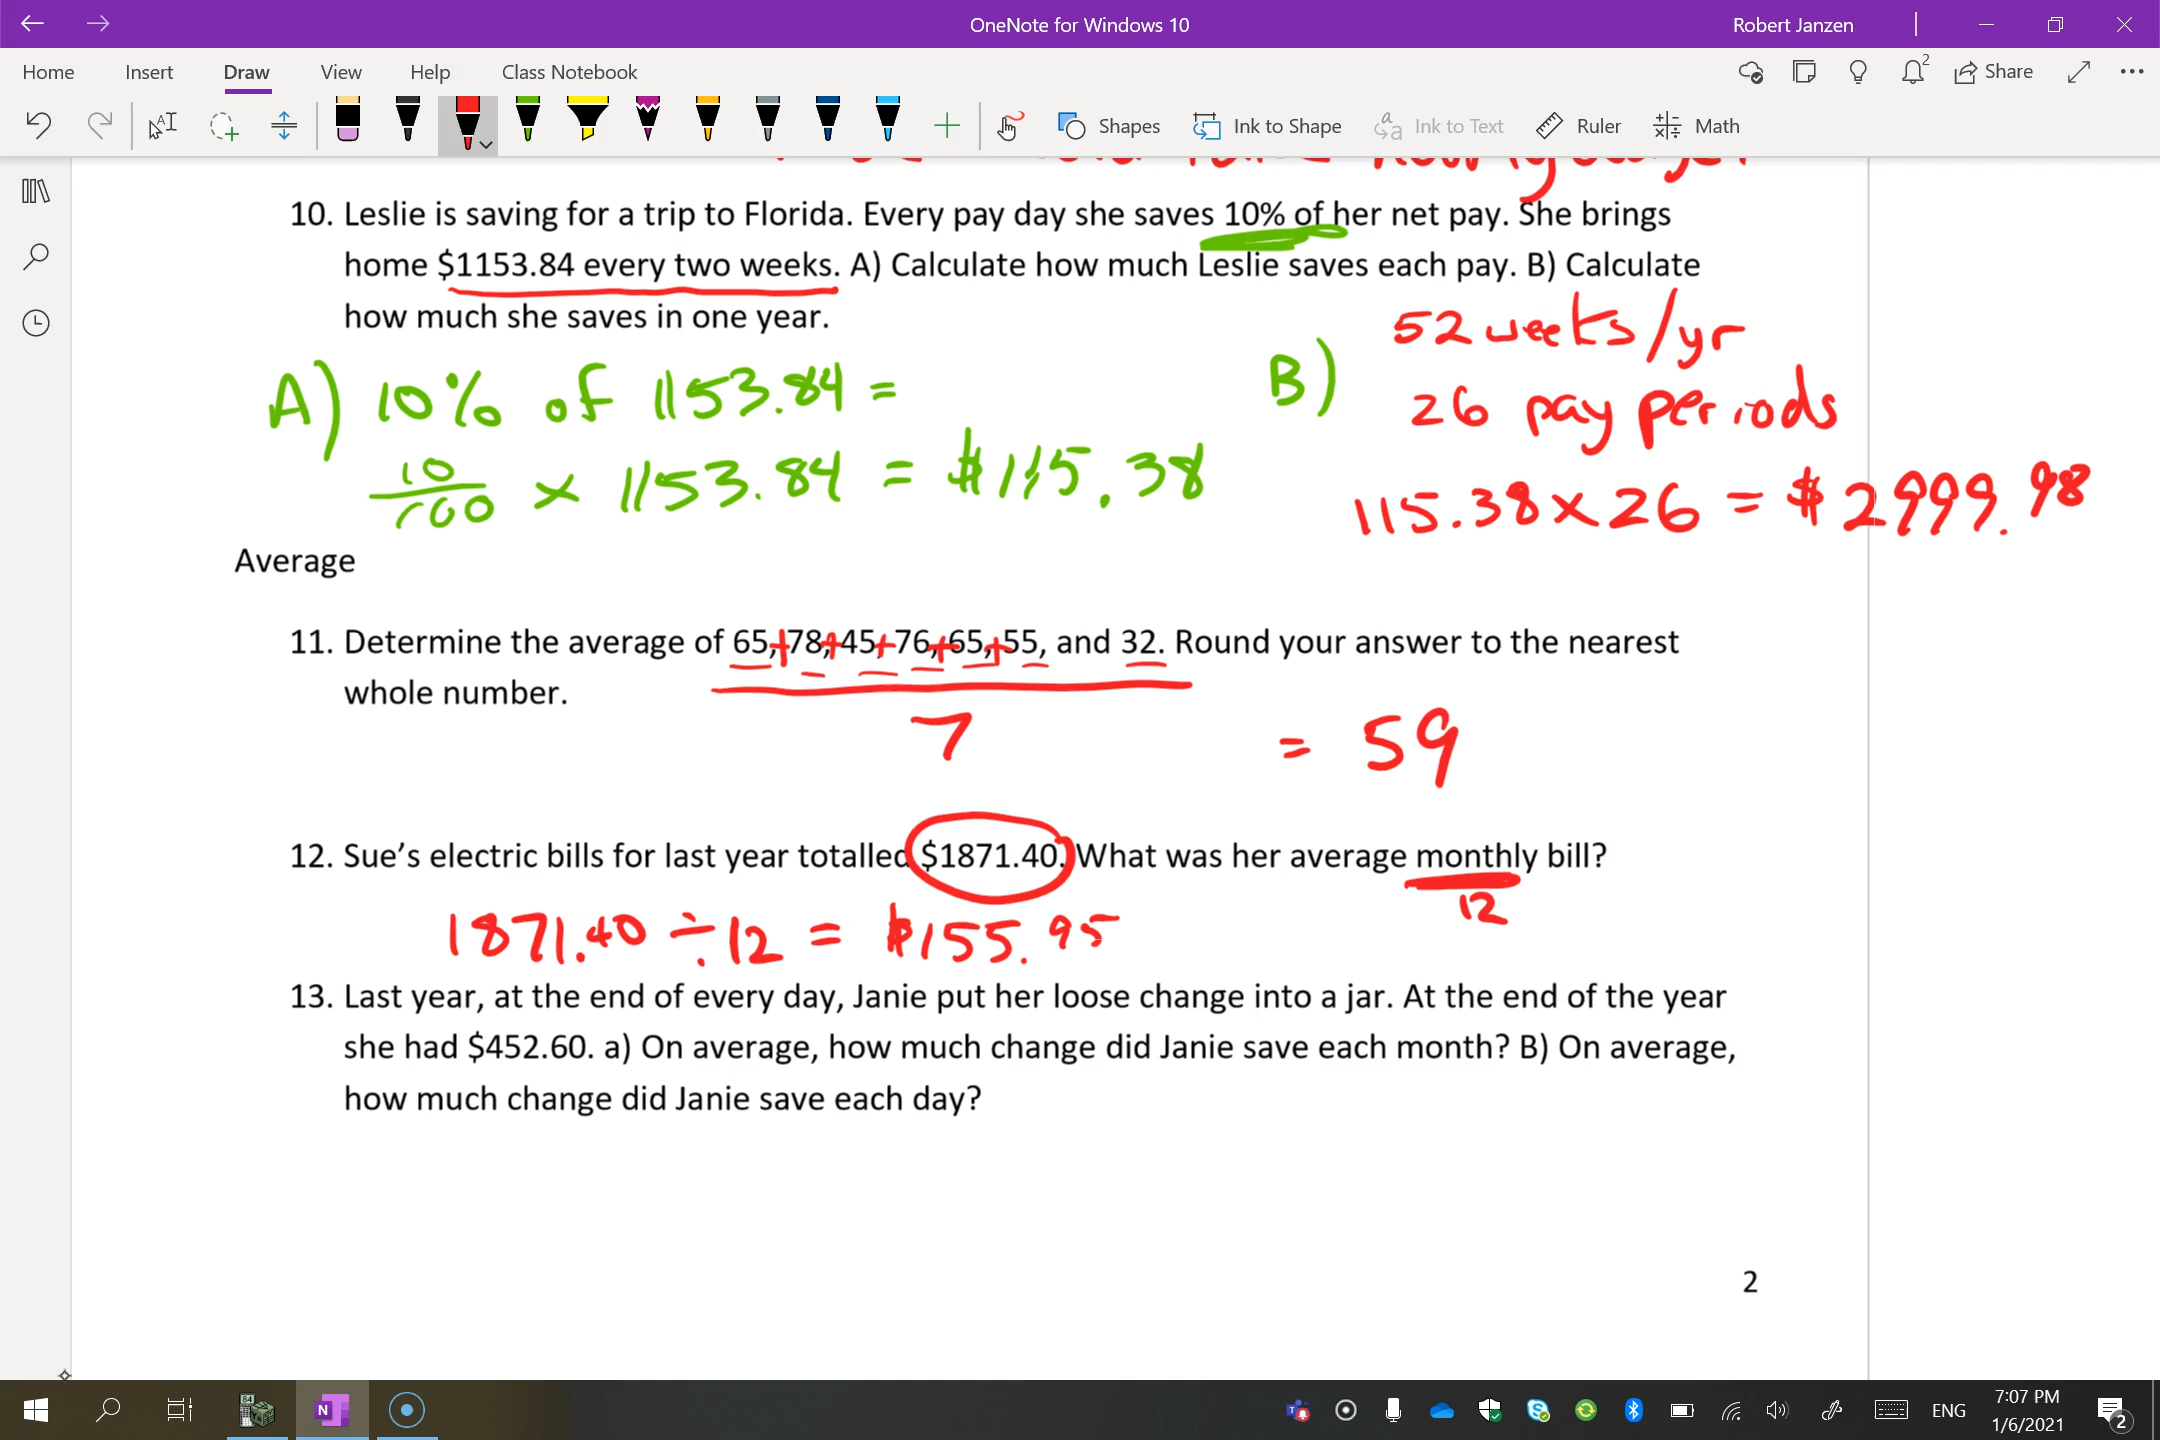 OneNote for Windows 10
Robert Janzen
Home Insert Draw View Help Class Notebook
2
Share
Shapes Ink to Shape Ink to Text Ruler Math
10. Leslie is saving for a trip to Florida. Every pay day she saves 10% of her net pay. She brings
home $1153.84 every two weeks. A) Calculate how much Leslie saves each pay. B) Calculate
how much she saves in one year.
52 weeks/yr
A) 10% of 1153.84 =
B)
26 pay periods
10/100 × 1153.84 = $115.38
115.38 × 26 = $2999.98
Average
11. Determine the average of 65,+78,+45,+76,+65,+55, and 32. Round your answer to the nearest
whole number.
7
= 59
12. Sue's electric bills for last year totalled $1871.40. What was her average monthly bill?
12
1871.40 ÷ 12 = $155.95
13. Last year, at the end of every day, Janie put her loose change into a jar. At the end of the year
she had $452.60. a) On average, how much change did Janie save each month? B) On average,
how much change did Janie save each day?
2
ENG
7:07 PM
1/6/2021
2